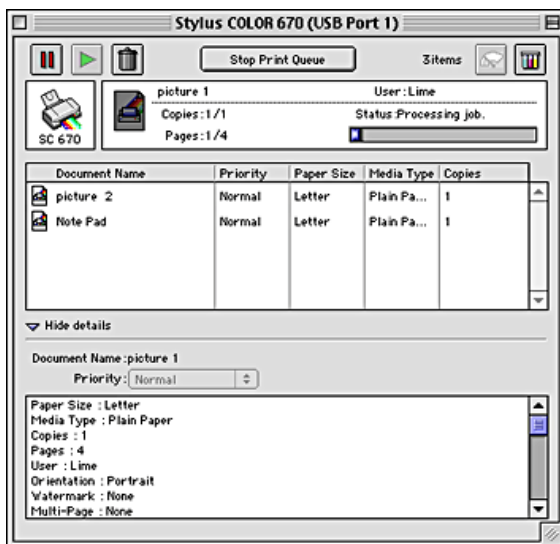 Stylus COLOR 670 (USB Port 1)
Stop Print Queue
3items
SC 670
picture 1
User:Lime
Copies:1/1
Status:Processing job.
Pages:1/4
Document Name Priority Paper Size Media Type Copies
picture 2 Normal Letter Plain Pa... 1
Note Pad Normal Letter Plain Pa... 1
Hide details
Document Name:picture 1
Priority: Normal
Paper Size : Letter
Media Type : Plain Paper
Copies : 1
Pages : 4
User : Lime
Orientation : Portrait
Watermark : None
Multi-Page : None